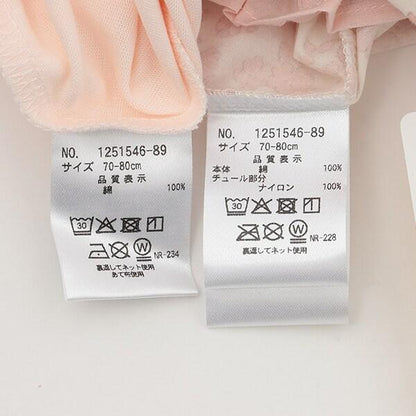 NO. 1251546-89
サイズ 70-80cm
品質表示
綿 100%
30
W
NR-234
裏返してネット使用
あて布使用
NO. 1251546-89
サイズ 70-80cm
品質表示
本体 綿 100%
チュール部分
ナイロン 100%
30
W
NR-228
裏返してネット使用